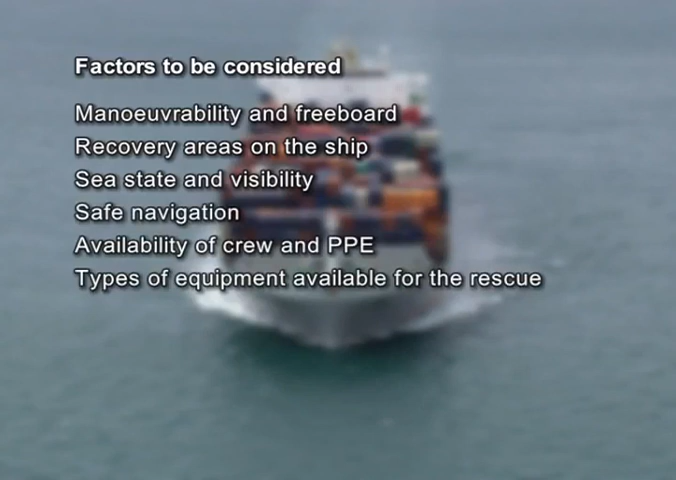 Factors to be considered
Manoeuvrability and freeboard
Recovery areas on the ship
Sea state and visibility
Safe navigation
Availability of crew and PPE
Types of equipment available for the rescue